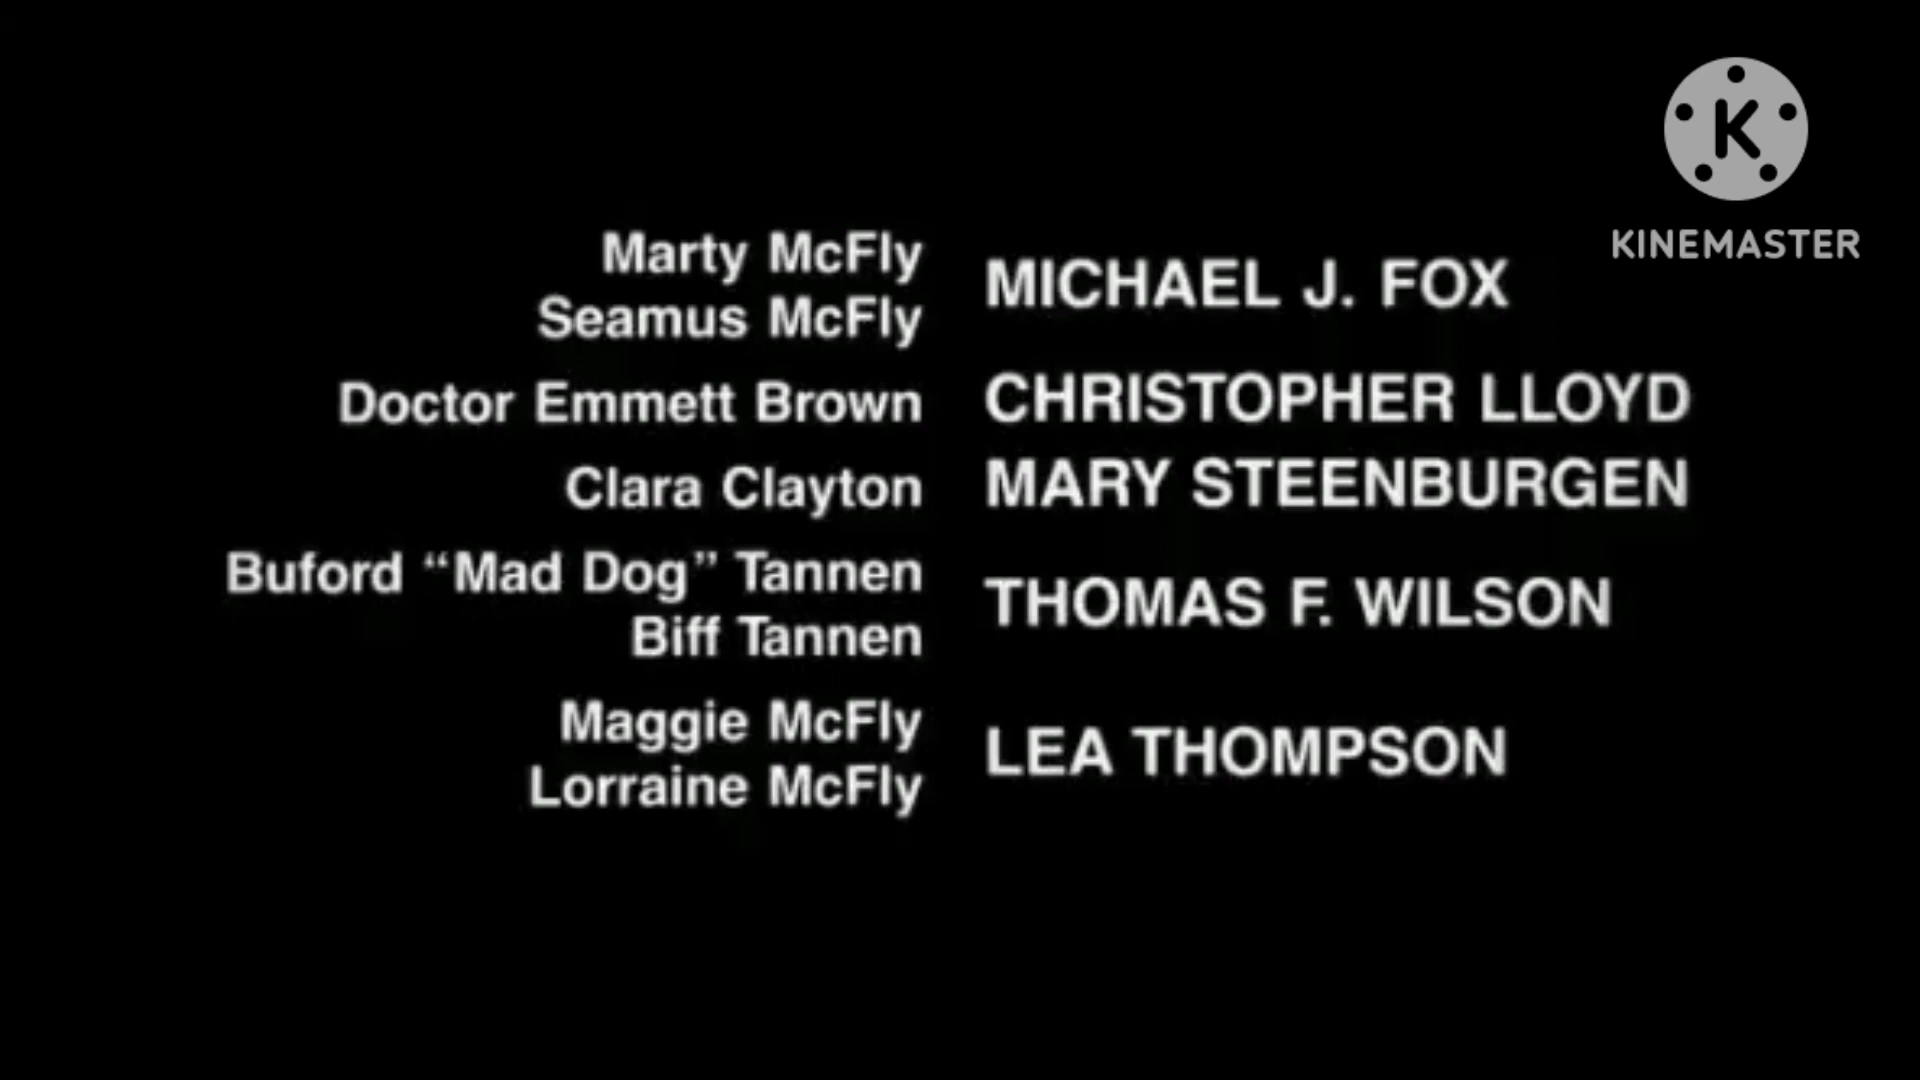 K
KINEMASTER
Marty McFly
Seamus McFly
MICHAEL J. FOX
Doctor Emmett Brown
CHRISTOPHER LLOYD
Clara Clayton
MARY STEENBURGEN
Buford “Mad Dog” Tannen
Biff Tannen
THOMAS F. WILSON
Maggie McFly
Lorraine McFly
LEA THOMPSON